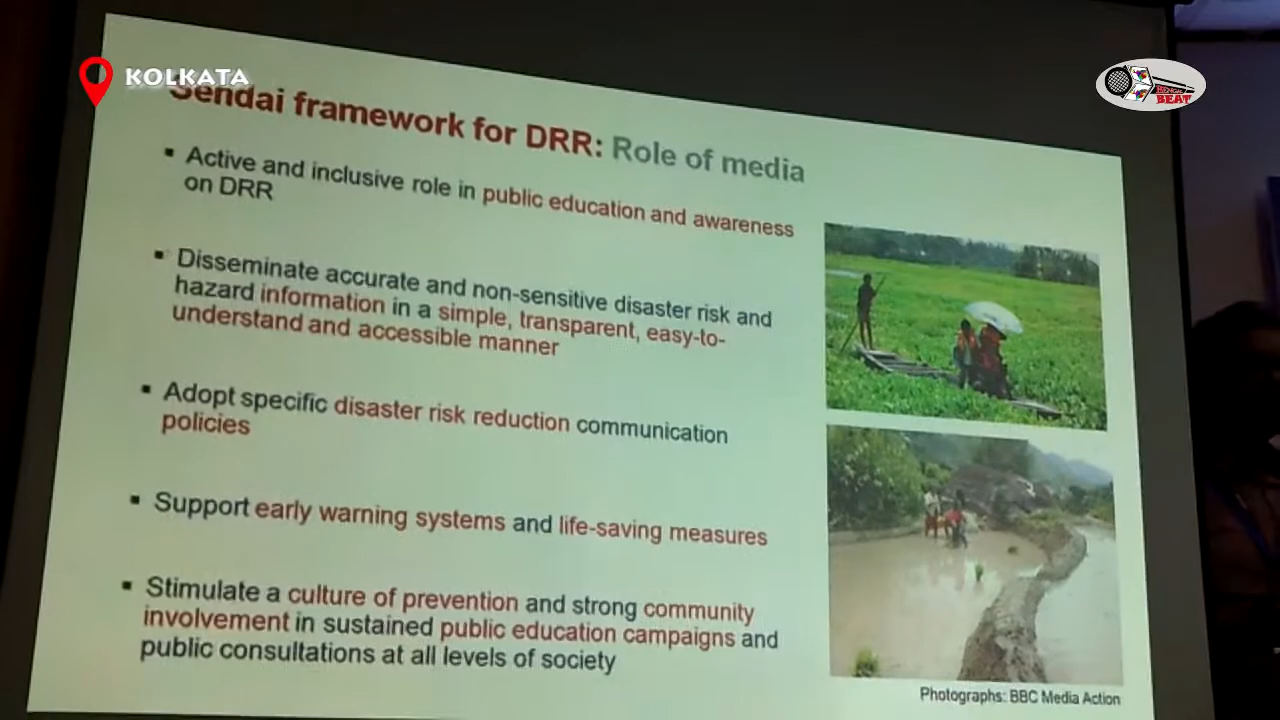 KOLKATA
BENGAL
BEAT
Sendai framework for DRR: Role of media
▪ Active and inclusive role in public education and awareness
on DRR
▪ Disseminate accurate and non-sensitive disaster risk and
hazard information in a simple, transparent, easy-to-
understand and accessible manner
▪ Adopt specific disaster risk reduction communication
policies
▪ Support early warning systems and life-saving measures
▪ Stimulate a culture of prevention and strong community
involvement in sustained public education campaigns and
public consultations at all levels of society
Photographs: BBC Media Action